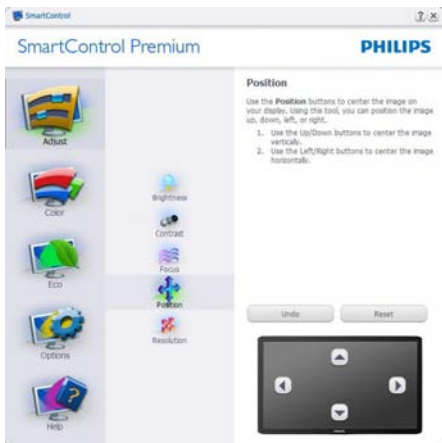 SmartControl
SmartControl Premium
PHILIPS
Adjust
Color
Eco
Options
Help
Brightness
Contrast
Focus
Position
Resolution
Position
Use the Position buttons to center the image on
your display. Using the tool, you can position the image
up, down, left, or right.
1. Use the Up/Down buttons to center the image
vertically.
2. Use the Left/Right buttons to center the image
horizontally.
Undo
Reset